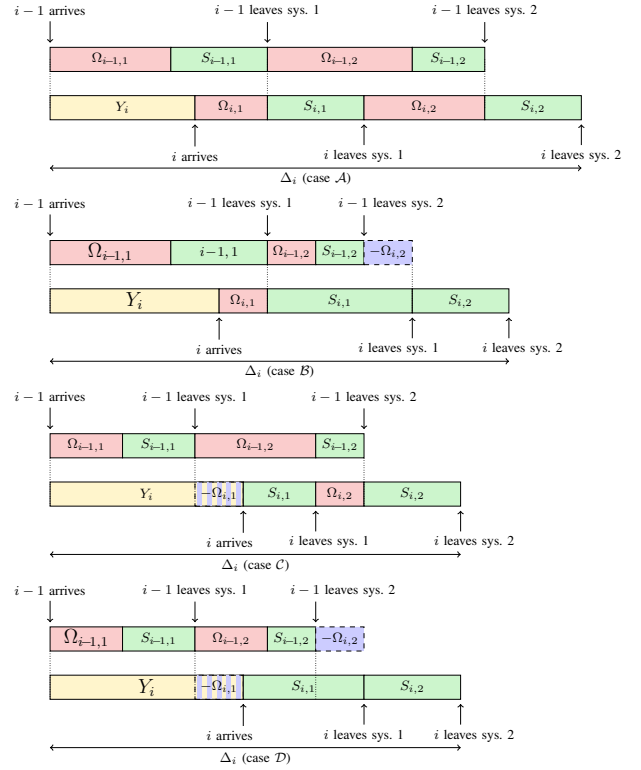 i − 1 arrives i − 1 leaves sys. 1 i − 1 leaves sys. 2
Ω_{i−1,1} S_{i−1,1} Ω_{i−1,2} S_{i−1,2}
Y_i Ω_{i,1} S_{i,1} Ω_{i,2} S_{i,2}
i arrives i leaves sys. 1 i leaves sys. 2
Δ_i (case 𝒜)
i − 1 arrives i − 1 leaves sys. 1 i − 1 leaves sys. 2
Ω_{i−1,1} i−1, 1 Ω_{i−1,2} S_{i−1,2} −Ω_{i,2}
Y_i Ω_{i,1} S_{i,1} S_{i,2}
i arrives i leaves sys. 1 i leaves sys. 2
Δ_i (case ℬ)
i − 1 arrives i − 1 leaves sys. 1 i − 1 leaves sys. 2
Ω_{i−1,1} S_{i−1,1} Ω_{i−1,2} S_{i−1,2}
Y_i −Ω_{i,1} S_{i,1} Ω_{i,2} S_{i,2}
i arrives i leaves sys. 1 i leaves sys. 2
Δ_i (case 𝒞)
i − 1 arrives i − 1 leaves sys. 1 i − 1 leaves sys. 2
Ω_{i−1,1} S_{i−1,1} Ω_{i−1,2} S_{i−1,2} −Ω_{i,2}
Y_i −Ω_{i,1} S_{i,1} S_{i,2}
i arrives i leaves sys. 1 i leaves sys. 2
Δ_i (case 𝒟)